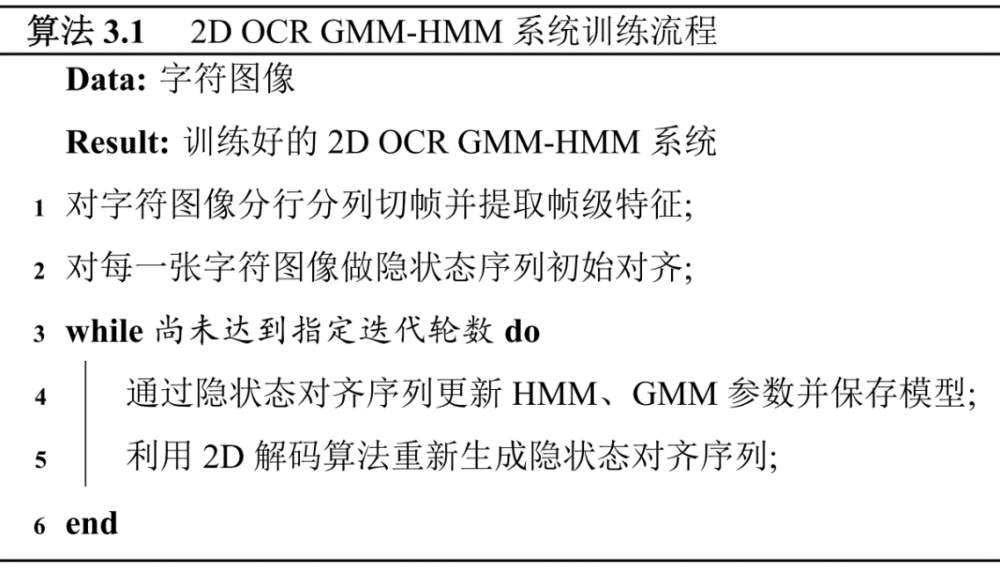 算法 3.1 2D OCR GMM-HMM 系统训练流程
Data: 字符图像
Result: 训练好的 2D OCR GMM-HMM 系统
1 对字符图像分行分列切帧并提取帧级特征;
2 对每一张字符图像做隐状态序列初始对齐;
3 while 尚未达到指定迭代轮数 do
4 通过隐状态对齐序列更新 HMM、GMM 参数并保存模型;
5 利用 2D 解码算法重新生成隐状态对齐序列;
6 end